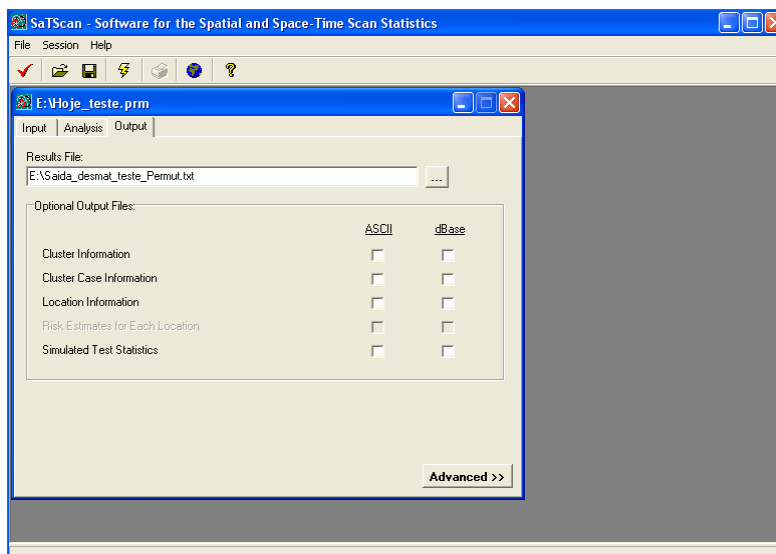 SaTScan - Software for the Spatial and Space-Time Scan Statistics
File Session Help
E:\Hoje_teste.prm
Input Analysis Output
Results File:
E:\Saida_desmat_teste_Permut.txt
...
Optional Output Files:
ASCII dBase
Cluster Information
Cluster Case Information
Location Information
Risk Estimates for Each Location
Simulated Test Statistics
Advanced >>